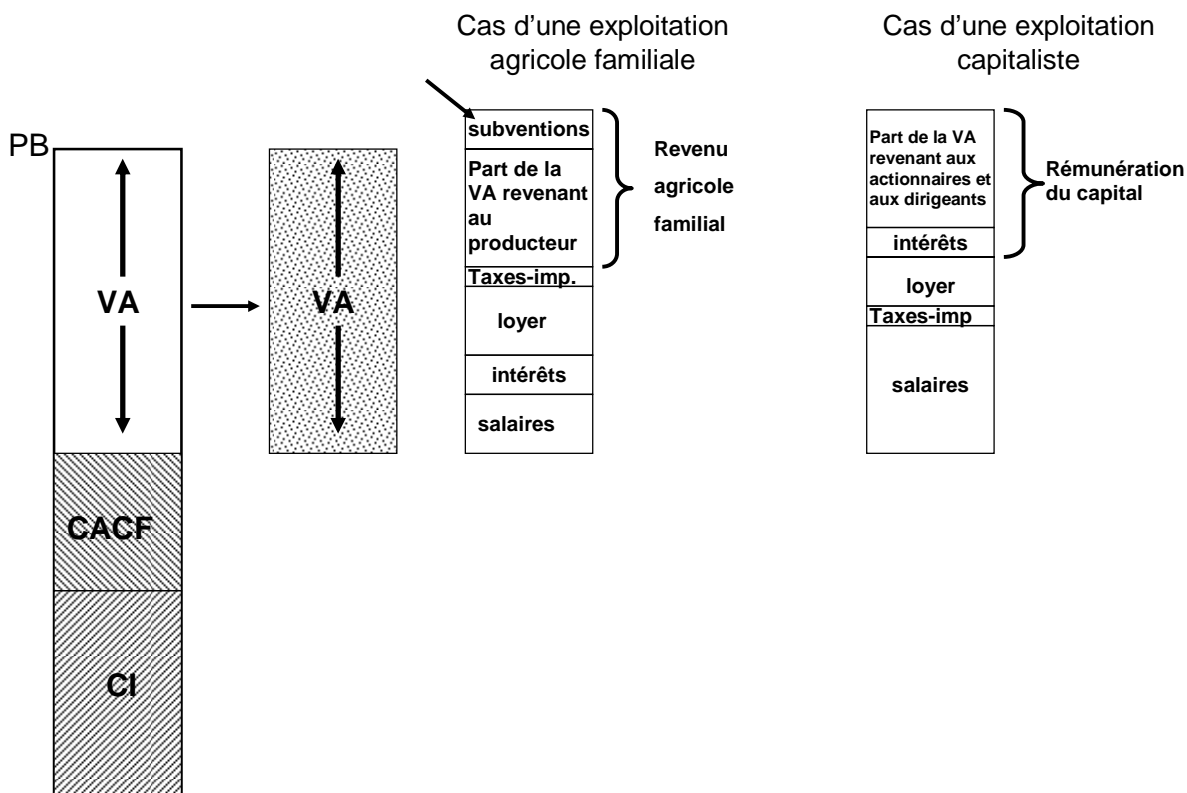 Cas d’une exploitation
agricole familiale
Cas d’une exploitation
capitaliste
PB
VA
CACF
CI
VA
subventions
Part de la
VA revenant
au
producteur
Taxes-imp.
loyer
intérêts
salaires
Revenu
agricole
familial
Part de la VA
revenant aux
actionnaires et
aux dirigeants
intérêts
loyer
Taxes-imp
salaires
Rémunération
du capital